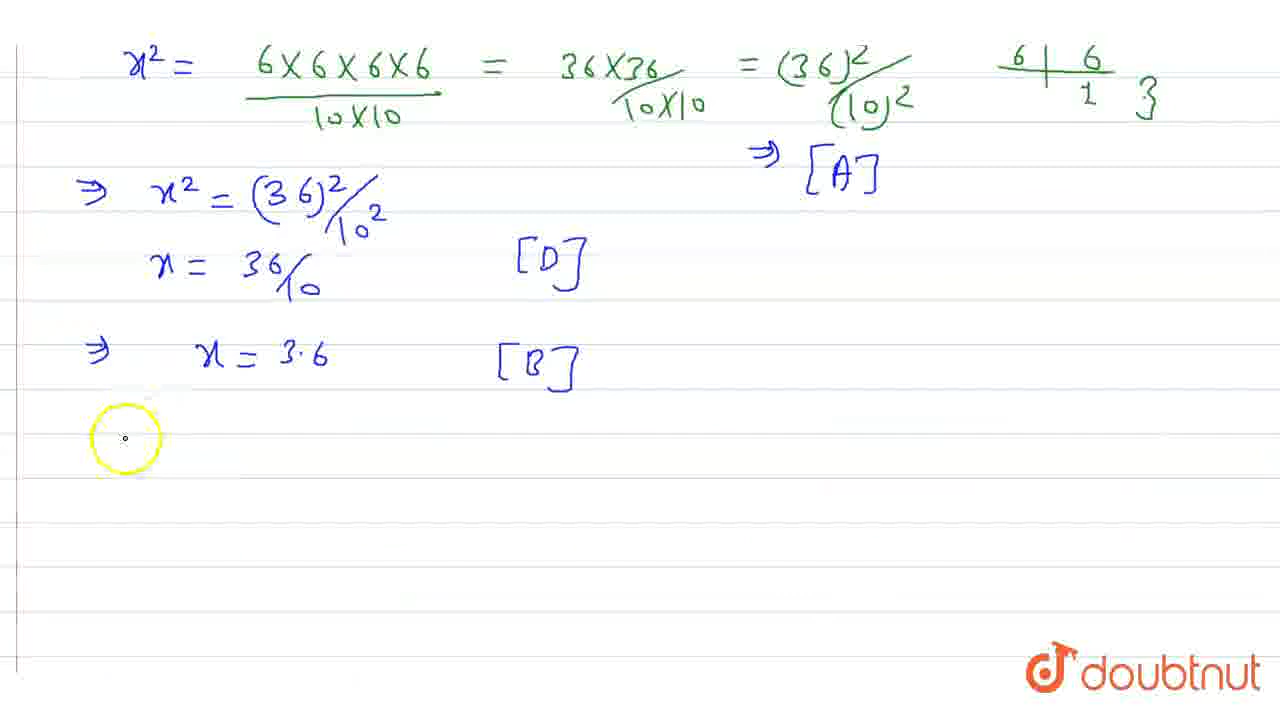 x² = 6×6×6×6 / 10×10 = 36×36 / 10×10 = (36)² / (10)² 6 | 6
1 }
⇒ [A]
⇒ x² = (36)² / 10²
x = 36/10 [D]
⇒ x = 3.6 [B]
doubtnut